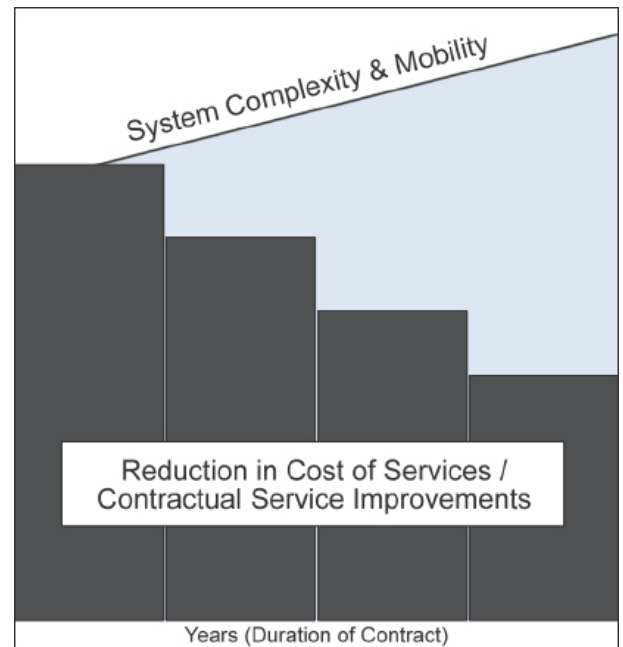 System Complexity & Mobility
Reduction in Cost of Services /
Contractual Service Improvements
Years (Duration of Contract)